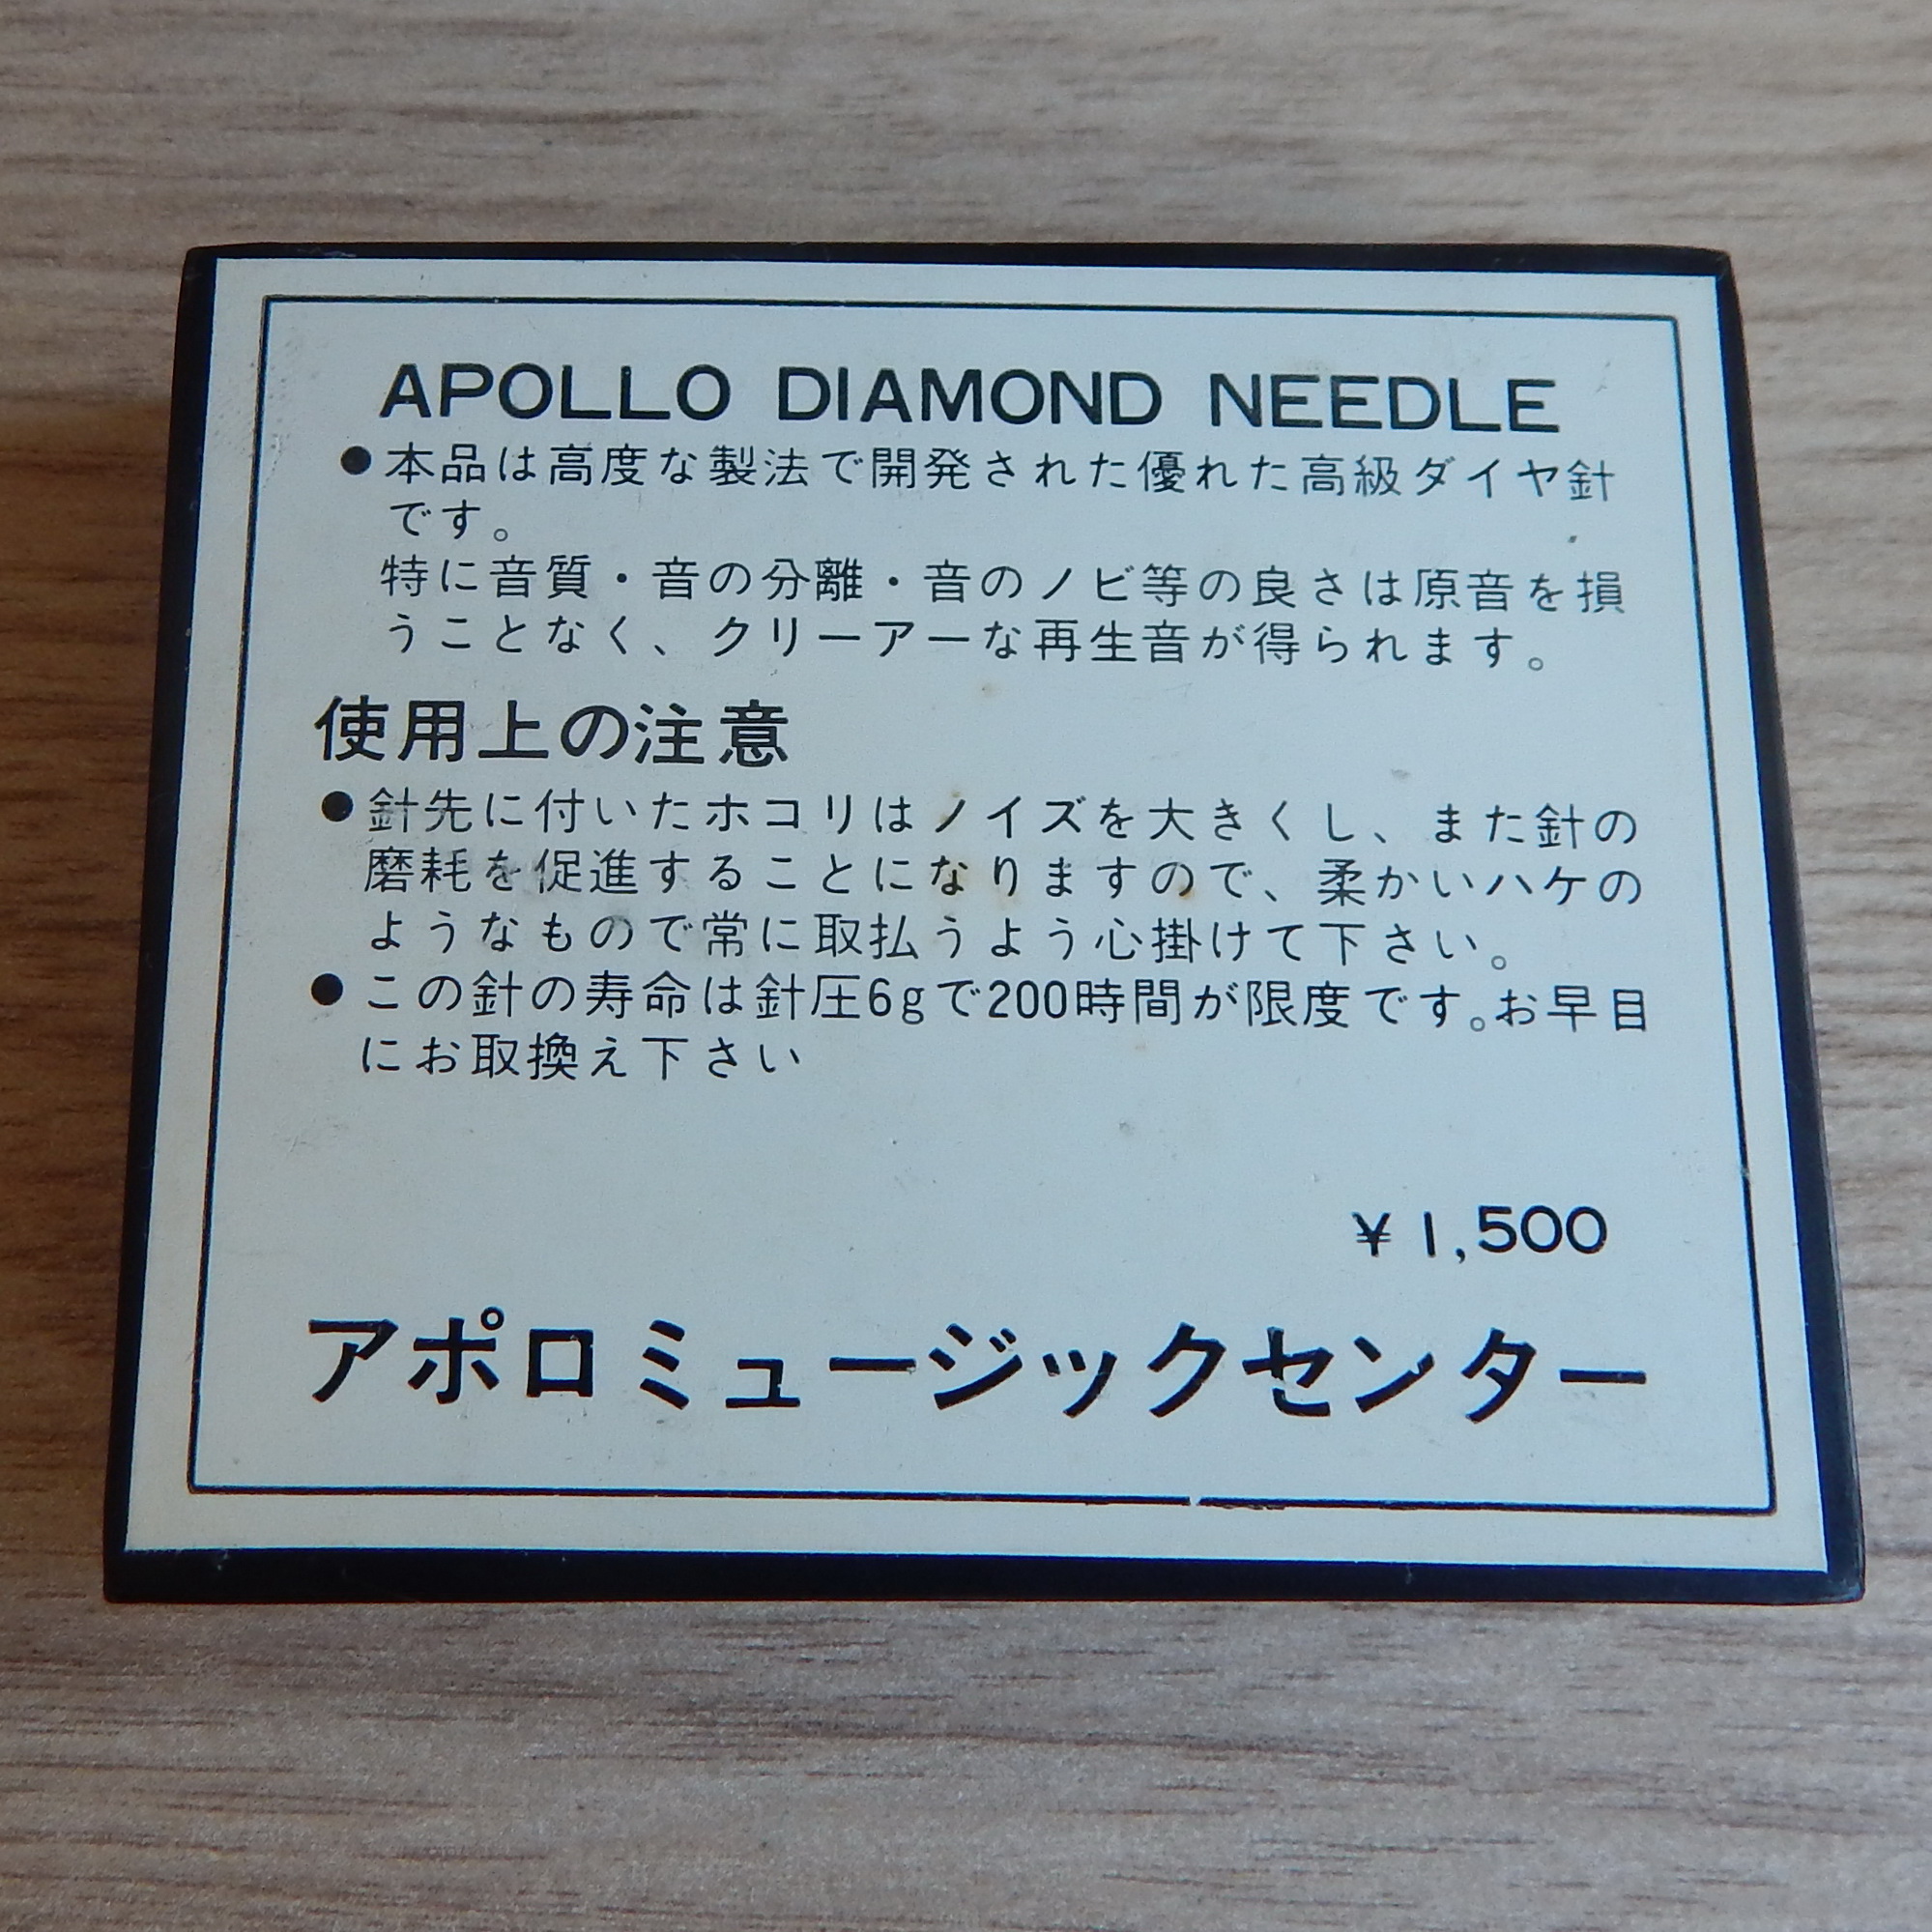 APOLLO DIAMOND NEEDLE
●本品は高度な製法で開発された優れた高級ダイヤ針
です。
特に音質・音の分離・音のノビ等の良さは原音を損
うことなく、クリーアーな再生音が得られます。
使用上の注意
●針先に付いたホコリはノイズを大きくし、また針の
磨耗を促進することになりますので、柔かいハケの
ようなもので常に取払うよう心掛けて下さい。
●この針の寿命は針圧6gで200時間が限度です。お早目
にお取換え下さい
¥1,500
アポロミュージックセンター